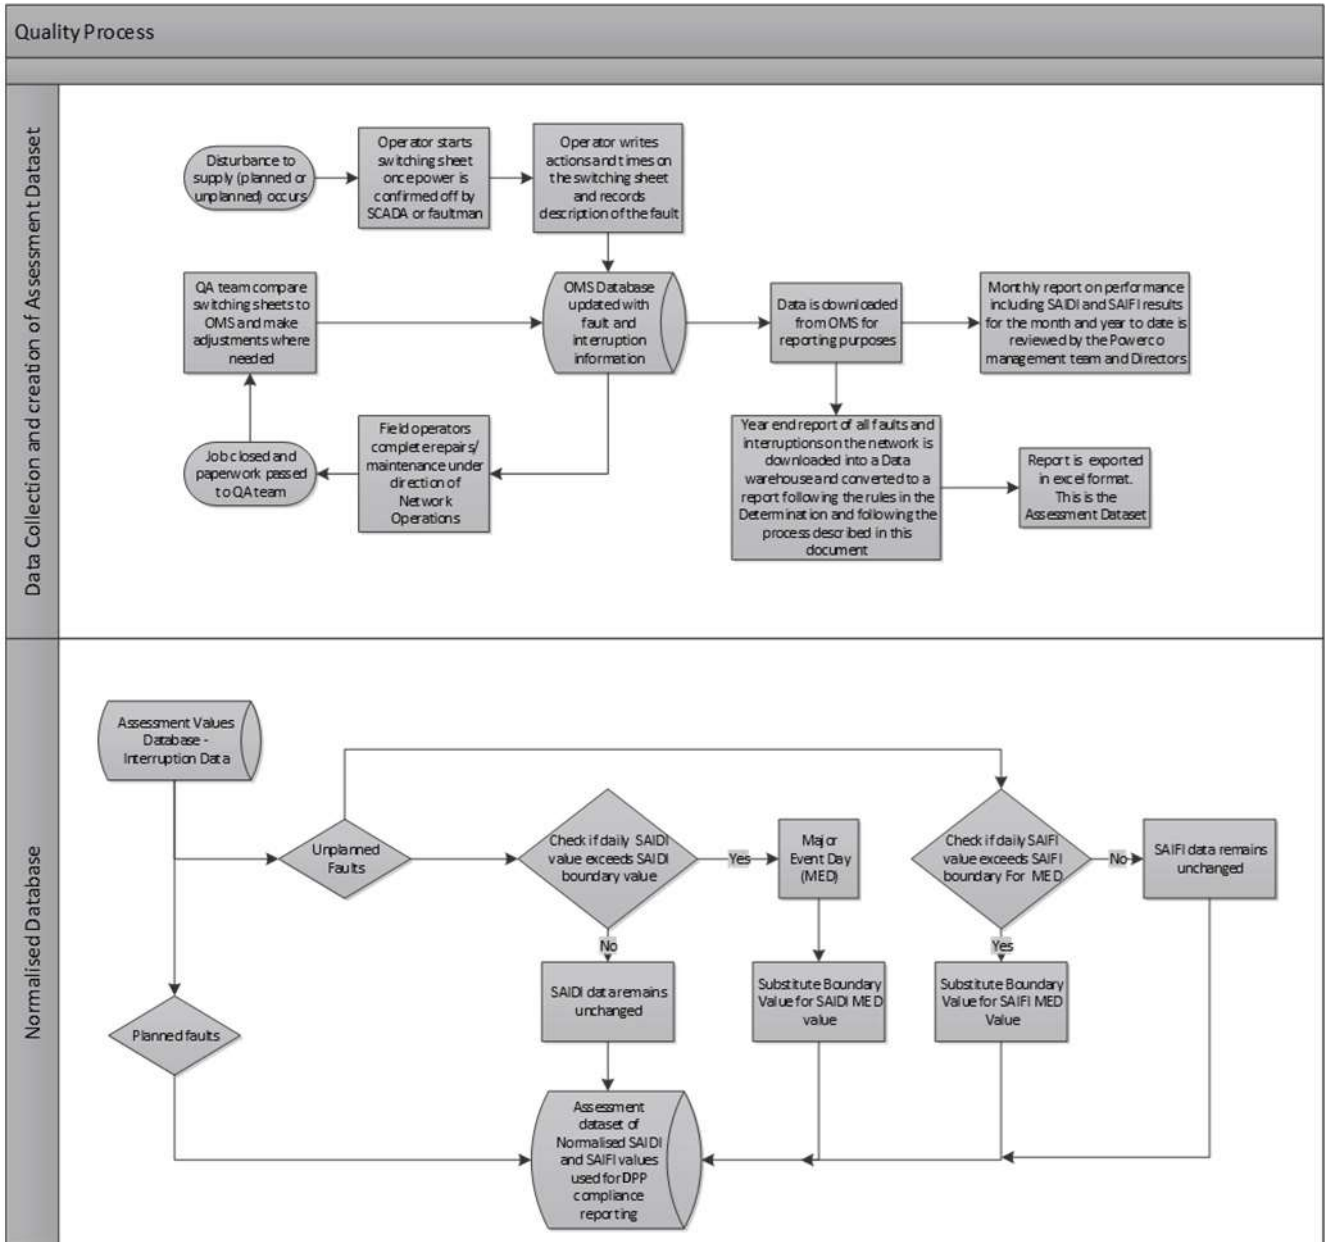 Quality Process
Data Collection and creation of Assessment Dataset
Disturbance to
supply (planned or
unplanned) occurs
Operator starts
switching sheet
once power is
confirmed off by
SCADA or faultman
Operator writes
actions and times on
the switching sheet
and records
description of the fault
QA team compare
switching sheets to
OMS and make
adjustments where
needed
OMS Database
updated with
fault and
interruption
information
Data is downloaded
from OMS for
reporting purposes
Monthly report on performance
including SAIDI and SAIFI results
for the month and year to date is
reviewed by the Powerco
management team and Directors
Job closed and
paperwork passed
to QA team
Field operators
complete repairs/
maintenance under
direction of
Network
Operations
Year end report of all faults and
interruptions on the network is
downloaded into a Data
warehouse and converted to a
report following the rules in the
Determination and following the
process described in this
document
Report is exported
in excel format.
This is the
Assessment Dataset
Normalised Database
Assessment Values
Database -
Interruption Data
Unplanned
Faults
Check if daily SAIDI
value exceeds SAIDI
boundary value
Yes
Major
Event Day
(MED)
Check if daily SAIFI
value exceeds SAIFI
boundary For MED
No
SAIFI data remains
unchanged
No
Yes
SAIDI data remains
unchanged
Substitute Boundary
Value for SAIDI MED
value
Substitute Boundary
Value for SAIFI MED
Value
Planned faults
Assessment
dataset of
Normalised SAIDI
and SAIFI values
used for DPP
compliance
reporting